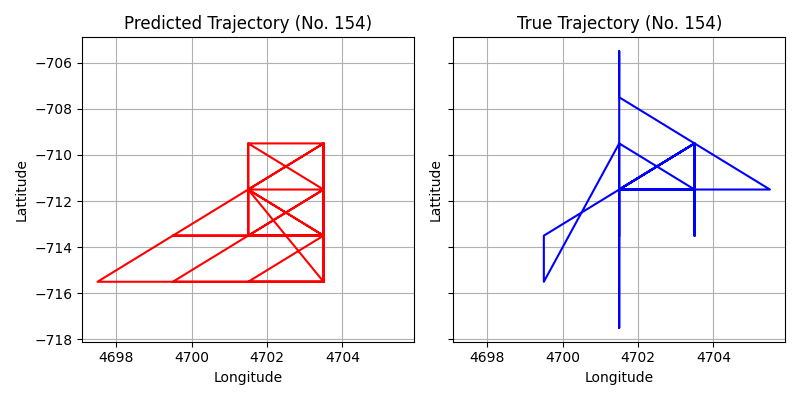 Predicted Trajectory (No. 154)
−706
−708
−710
−712
−714
−716
−718
Lattitude
4698 4700 4702 4704
Longitude
True Trajectory (No. 154)
Lattitude
4698 4700 4702 4704
Longitude